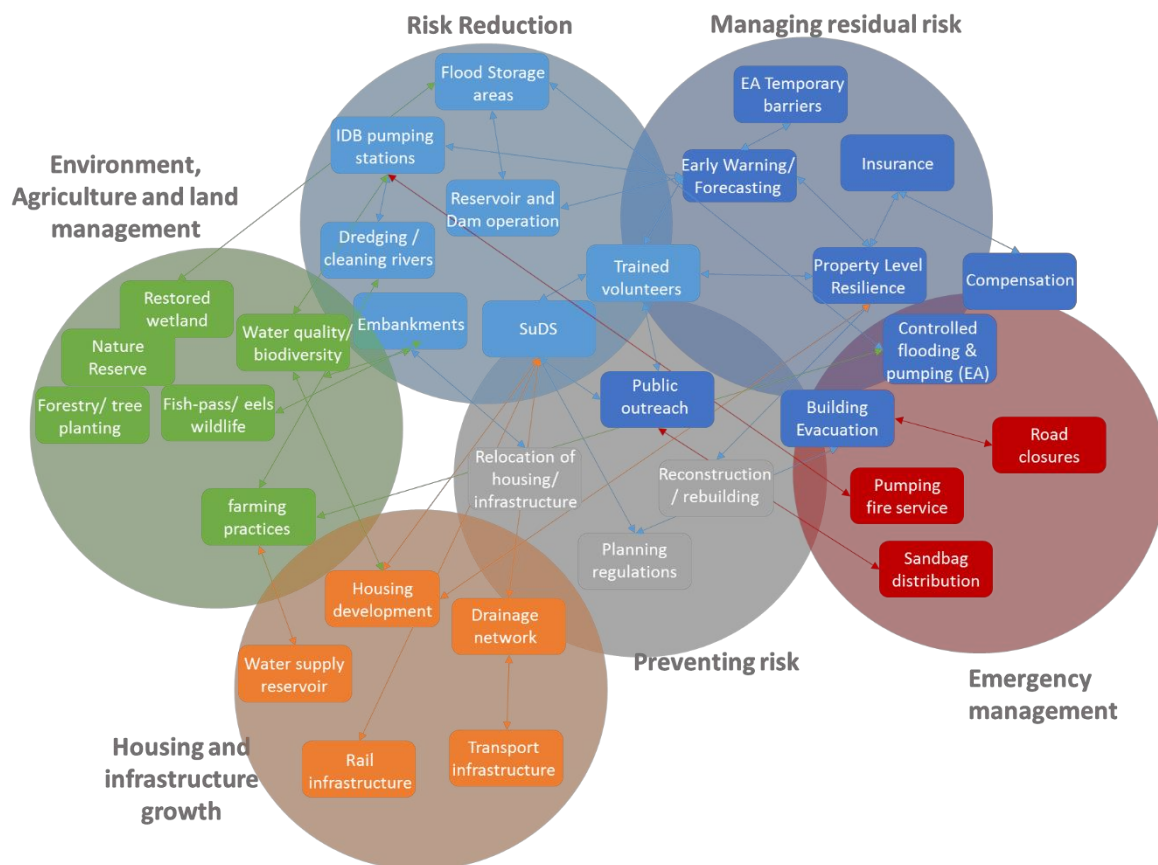 Risk Reduction
Managing residual risk
Flood Storage
areas
EA Temporary
barriers
IDB pumping
stations
Early Warning/
Forecasting
Insurance
Environment,
Agriculture and land
management
Reservoir and
Dam operation
Dredging /
cleaning rivers
Trained
volunteers
Property Level
Resilience
Compensation
Restored
wetland
Water quality/
biodiversity
Embankments
SuDS
Controlled
flooding &
pumping (EA)
Nature
Reserve
Public
outreach
Forestry/ tree
planting
Fish-pass/ eels
wildlife
Building
Evacuation
Road
closures
Relocation of
housing/
infrastructure
Reconstruction
/ rebuilding
Pumping
fire service
farming
practices
Planning
regulations
Sandbag
distribution
Housing
development
Drainage
network
Water supply
reservoir
Preventing risk
Emergency
management
Housing and
infrastructure
growth
Rail
infrastructure
Transport
infrastructure